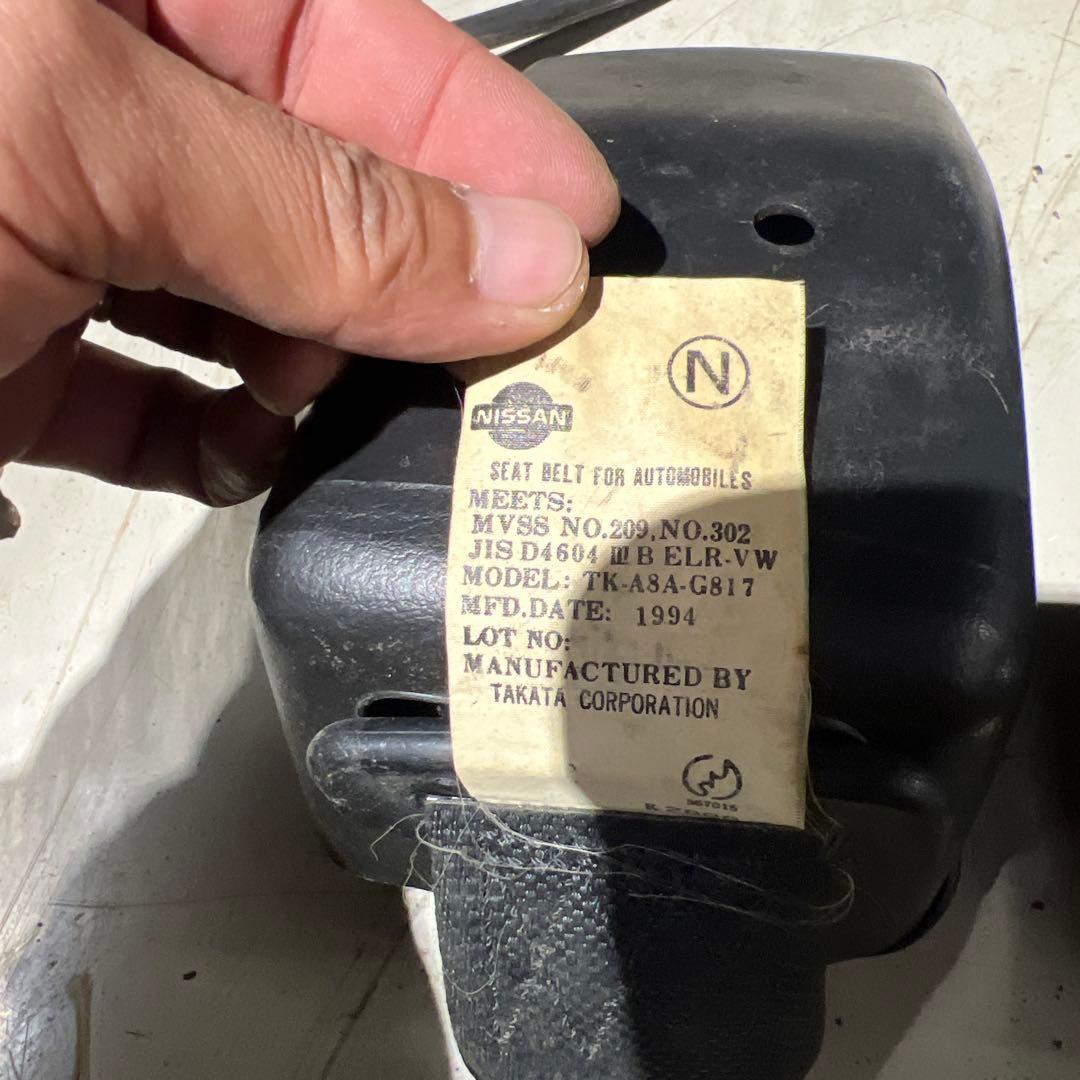 N
NISSAN
SEAT BELT FOR AUTOMOBILES
MEETS:
MVSS NO.209,NO.302
JIS D4604 Ⅲ B ELR-VW
MODEL: TK-A8A-G817
MFD.DATE: 1994
LOT NO:
MANUFACTURED BY
TAKATA CORPORATION
367015